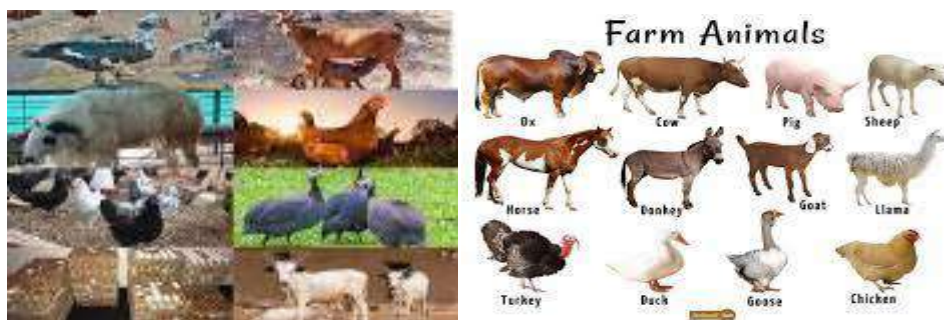 Farm Animals
Ox Cow Pig Sheep
Horse Donkey Goat Llama
Turkey Duck Goose Chicken